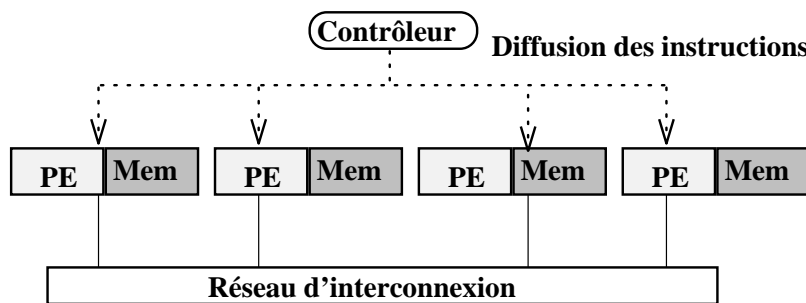 Contrôleur
Diffusion des instructions
PE Mem PE Mem PE Mem PE Mem
Réseau d'interconnexion